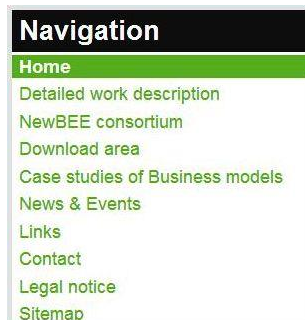 Navigation
Home
Detailed work description
NewBEE consortium
Download area
Case studies of Business models
News & Events
Links
Contact
Legal notice
Sitemap